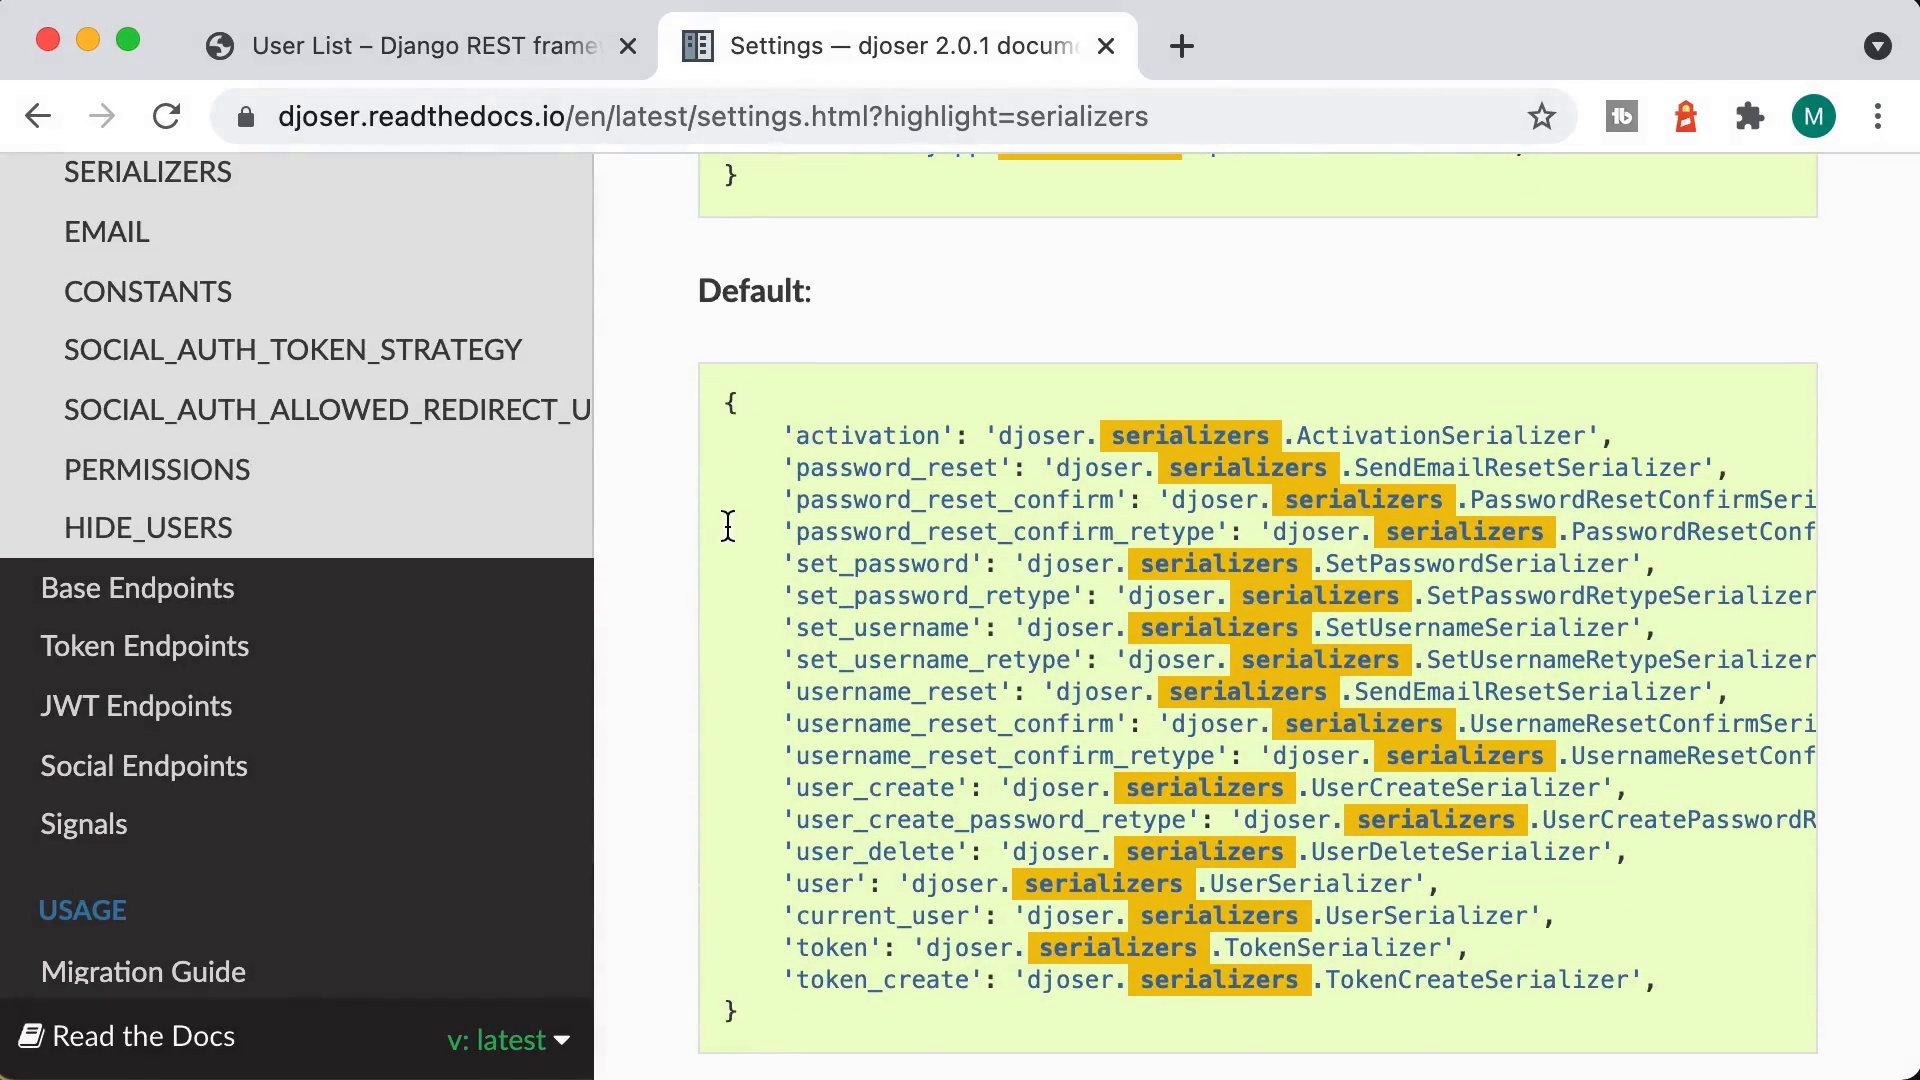 User List – Django REST frame
Settings — djoser 2.0.1 docum
djoser.readthedocs.io/en/latest/settings.html?highlight=serializers
tb
M
SERIALIZERS
EMAIL
CONSTANTS
SOCIAL_AUTH_TOKEN_STRATEGY
SOCIAL_AUTH_ALLOWED_REDIRECT_U
PERMISSIONS
HIDE_USERS
Base Endpoints
Token Endpoints
JWT Endpoints
Social Endpoints
Signals
USAGE
Migration Guide
Read the Docs
v: latest
}
Default:
{
'activation': 'djoser.serializers.ActivationSerializer',
'password_reset': 'djoser.serializers.SendEmailResetSerializer',
'password_reset_confirm': 'djoser.serializers.PasswordResetConfirmSeri
'password_reset_confirm_retype': 'djoser.serializers.PasswordResetConf
'set_password': 'djoser.serializers.SetPasswordSerializer',
'set_password_retype': 'djoser.serializers.SetPasswordRetypeSerializer
'set_username': 'djoser.serializers.SetUsernameSerializer',
'set_username_retype': 'djoser.serializers.SetUsernameRetypeSerializer
'username_reset': 'djoser.serializers.SendEmailResetSerializer',
'username_reset_confirm': 'djoser.serializers.UsernameResetConfirmSeri
'username_reset_confirm_retype': 'djoser.serializers.UsernameResetConf
'user_create': 'djoser.serializers.UserCreateSerializer',
'user_create_password_retype': 'djoser.serializers.UserCreatePasswordR
'user_delete': 'djoser.serializers.UserDeleteSerializer',
'user': 'djoser.serializers.UserSerializer',
'current_user': 'djoser.serializers.UserSerializer',
'token': 'djoser.serializers.TokenSerializer',
'token_create': 'djoser.serializers.TokenCreateSerializer',
}